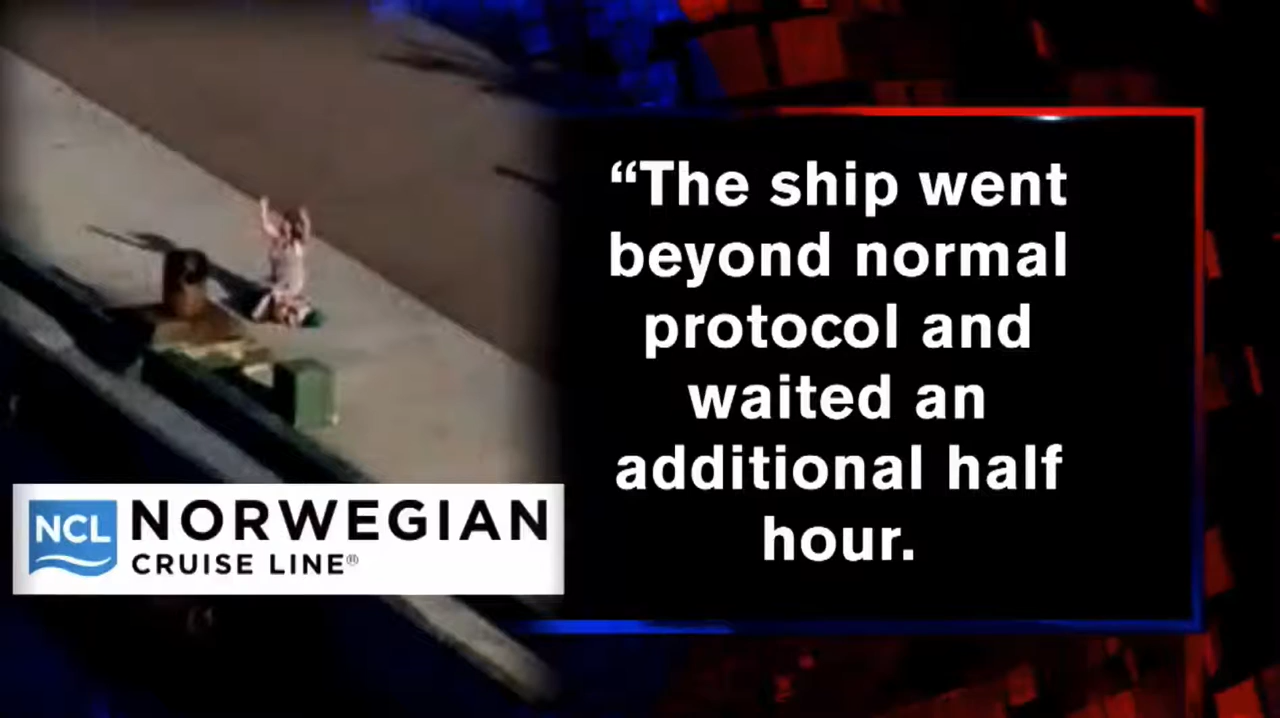 “The ship went
beyond normal
protocol and
waited an
additional half
hour.
NCL
NORWEGIAN
CRUISE LINE®